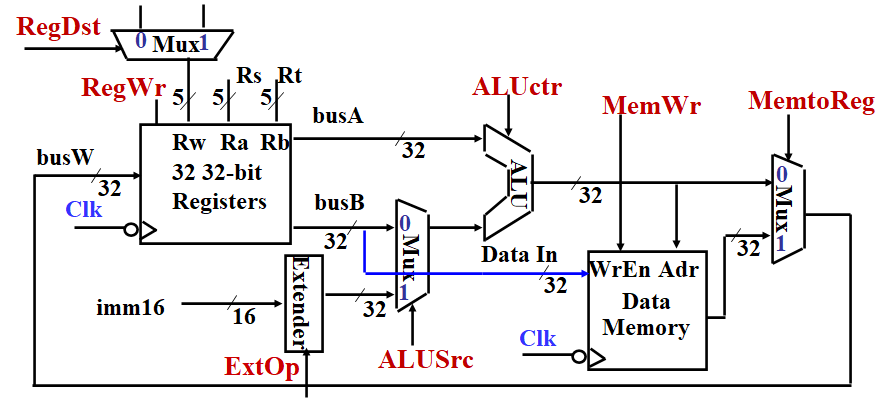 RegDst
0 Mux 1
RegWr
5
5
5
Rs Rt
ALUctr
MemWr
MemtoReg
busA
32
Rw Ra Rb
32 32-bit
Registers
busW
32
Clk
busB
32
0
Mux
1
ALU
32
0
Mux
1
32
Data In
32
WrEn Adr
Data
Memory
Clk
imm16
16
Extender
32
ExtOp
ALUSrc